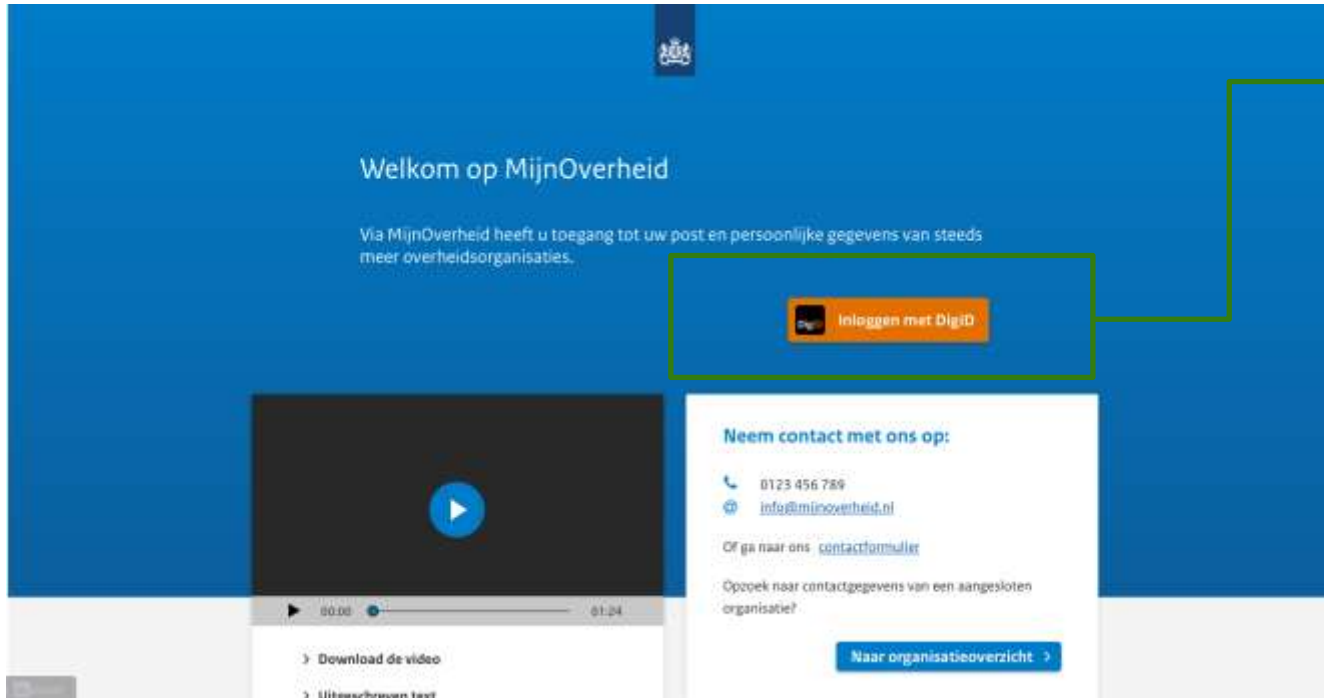 Welkom op MijnOverheid
Via MijnOverheid heeft u toegang tot uw post en persoonlijke gegevens van steeds
meer overheidsorganisaties.
Inloggen met DigiD
Neem contact met ons op:
0123 456 789
info@mijnoverheid.nl
Of ga naar ons contactformulier
Opzoek naar contactgegevens van een aangesloten
organisatie?
00:00 01:24
Naar organisatieoverzicht >
> Download de video
> Uitgeschreven text